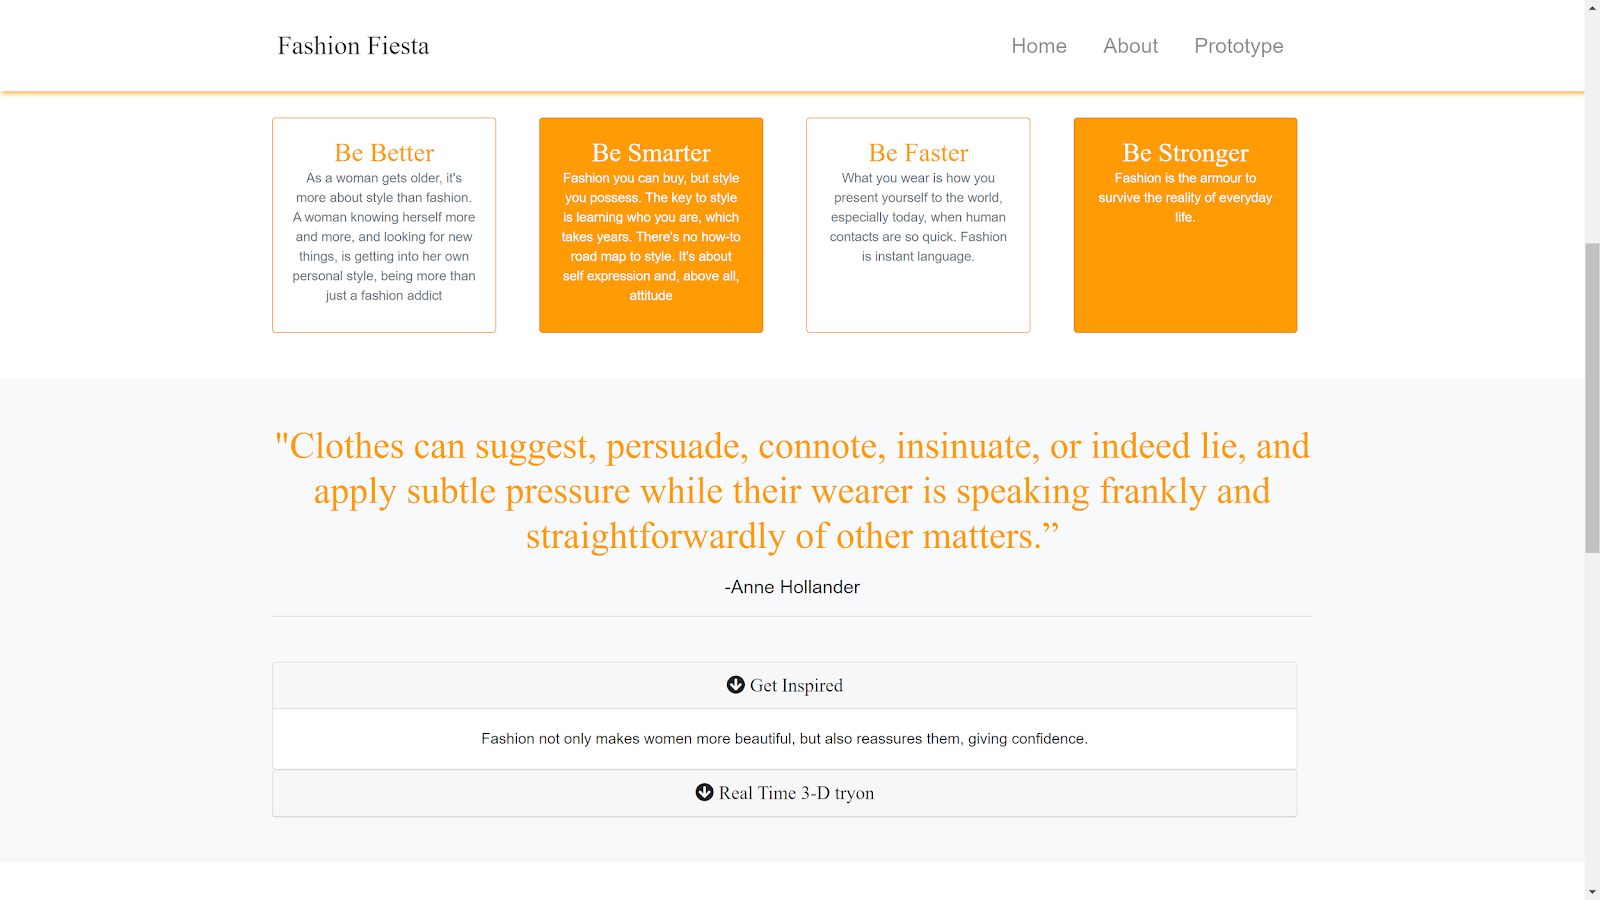 Fashion Fiesta
Home
About
Prototype
Be Better
As a woman gets older, it's
more about style than fashion.
A woman knowing herself more
and more, and looking for new
things, is getting into her own
personal style, being more than
just a fashion addict
Be Smarter
Fashion you can buy, but style
you possess. The key to style
is learning who you are, which
takes years. There's no how-to
road map to style. It's about
self expression and, above all,
attitude
Be Faster
What you wear is how you
present yourself to the world,
especially today, when human
contacts are so quick. Fashion
is instant language.
Be Stronger
Fashion is the armour to
survive the reality of everyday
life.
"Clothes can suggest, persuade, connote, insinuate, or indeed lie, and
apply subtle pressure while their wearer is speaking frankly and
straightforwardly of other matters.”
-Anne Hollander
Get Inspired
Fashion not only makes women more beautiful, but also reassures them, giving confidence.
Real Time 3-D tryon